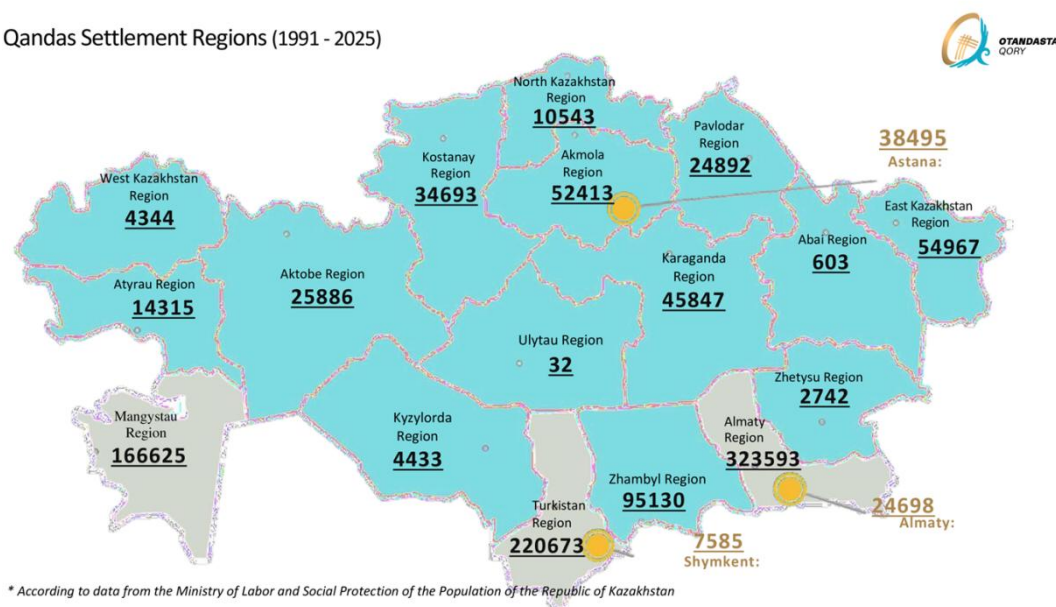 Qandas Settlement Regions (1991 - 2025)
OTANDASTA
QORY
North Kazakhstan
Region
10543
Pavlodar
Region
24892
38495
Astana:
Kostanay
Region
34693
Akmola
Region
52413
West Kazakhstan
Region
4344
East Kazakhstan
Region
54967
Abai Region
603
Karaganda
Region
45847
Aktobe Region
25886
Atyrau Region
14315
Ulytau Region
32
Zhetysu Region
2742
Mangystau
Region
166625
Kyzylorda
Region
4433
Almaty
Region
323593
Zhambyl Region
95130
Turkistan
Region
220673
24698
Almaty:
7585
Shymkent:
* According to data from the Ministry of Labor and Social Protection of the Population of the Republic of Kazakhstan